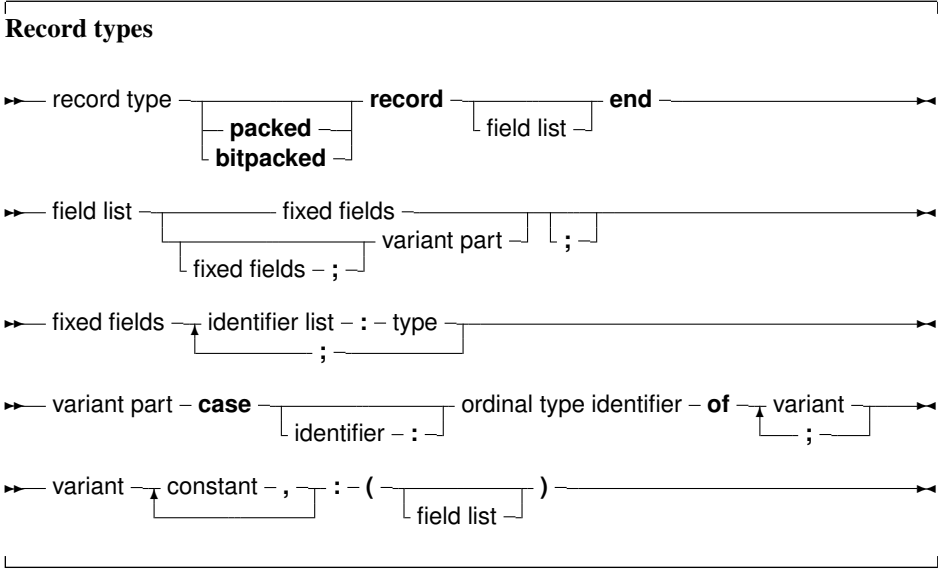 Record types
record type packed bitpacked record field list end
field list fixed fields fixed fields ; variant part ;
fixed fields identifier list : type ;
variant part case identifier : ordinal type identifier of variant ;
variant constant , : ( field list )